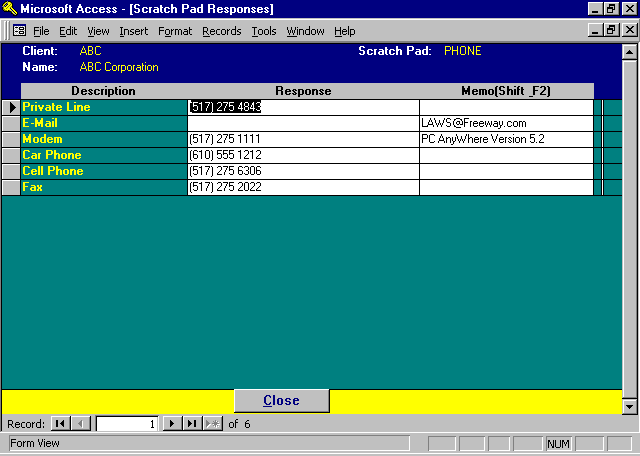 Microsoft Access - [Scratch Pad Responses]
File Edit View Insert Format Records Tools Window Help
Client: ABC Scratch Pad: PHONE
Name: ABC Corporation
Description Response Memo(Shift _F2)
Private Line (517) 275 4843
E-Mail LAWS@Freeway.com
Modem (517) 275 1111 PC AnyWhere Version 5.2
Car Phone (610) 555 1212
Cell Phone (517) 275 6306
Fax (517) 275 2022
Close
Record: 1 of 6
Form View NUM